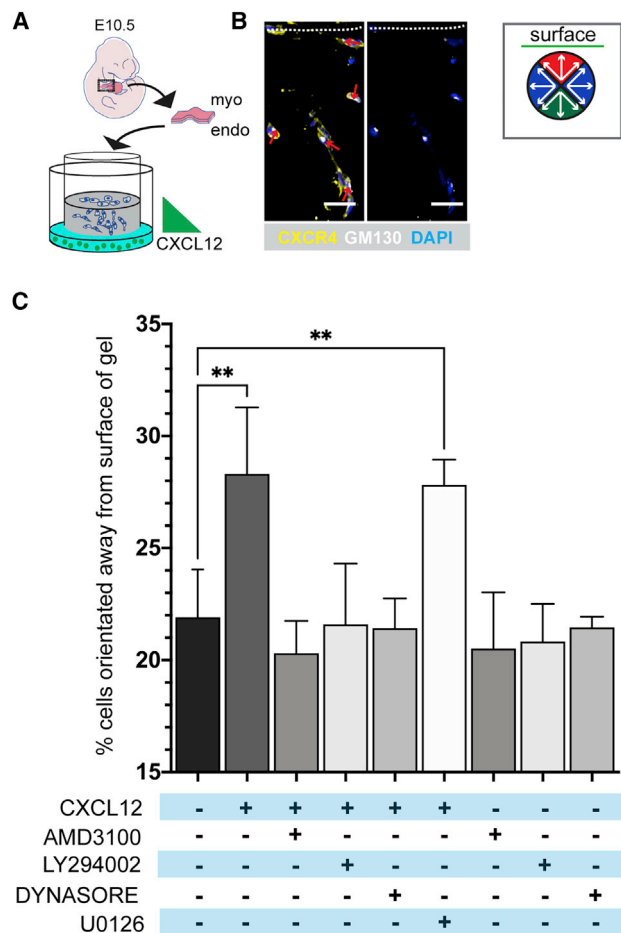 A
E10.5
myo
endo
CXCL12
B
CXCR4 GM130 DAPI
surface
C
% cells orientated away from surface of gel
35
30
25
20
15
**
**
CXCL12 - + + + + + - - -
AMD3100 - - + - - - + - -
LY294002 - - - + - - - + -
DYNASORE - - - - + - - - +
U0126 - - - - - + - - -